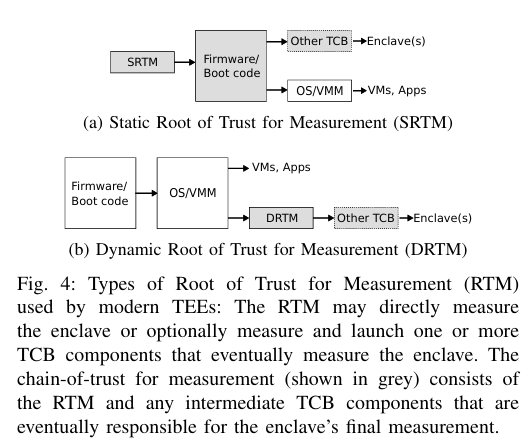 Other TCB
Enclave(s)
SRTM
Firmware/
Boot code
OS/VMM
VMs, Apps
(a) Static Root of Trust for Measurement (SRTM)
Firmware/
Boot code
OS/VMM
VMs, Apps
DRTM
Other TCB
Enclave(s)
(b) Dynamic Root of Trust for Measurement (DRTM)
Fig. 4: Types of Root of Trust for Measurement (RTM)
used by modern TEEs: The RTM may directly measure
the enclave or optionally measure and launch one or more
TCB components that eventually measure the enclave. The
chain-of-trust for measurement (shown in grey) consists of
the RTM and any intermediate TCB components that are
eventually responsible for the enclave's final measurement.